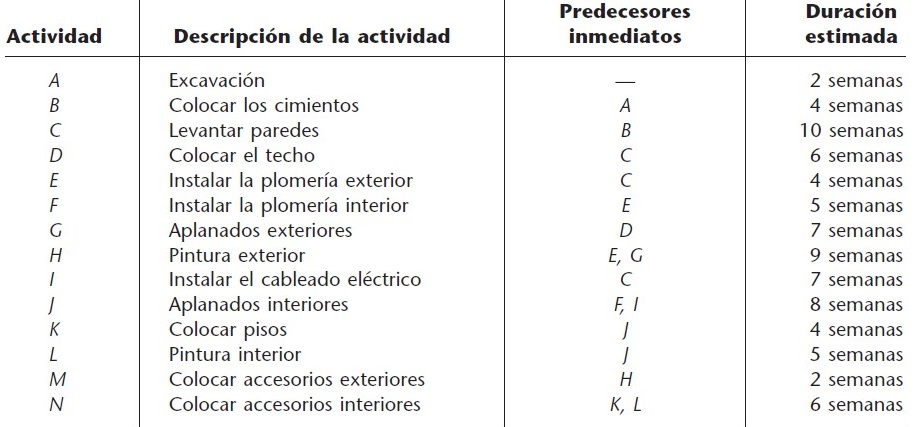 Actividad Descripción de la actividad Predecesores inmediatos Duración estimada
A Excavación — 2 semanas
B Colocar los cimientos A 4 semanas
C Levantar paredes B 10 semanas
D Colocar el techo C 6 semanas
E Instalar la plomería exterior C 4 semanas
F Instalar la plomería interior E 5 semanas
G Aplanados exteriores D 7 semanas
H Pintura exterior E, G 9 semanas
I Instalar el cableado eléctrico C 7 semanas
J Aplanados interiores F, I 8 semanas
K Colocar pisos J 4 semanas
L Pintura interior J 5 semanas
M Colocar accesorios exteriores H 2 semanas
N Colocar accesorios interiores K, L 6 semanas